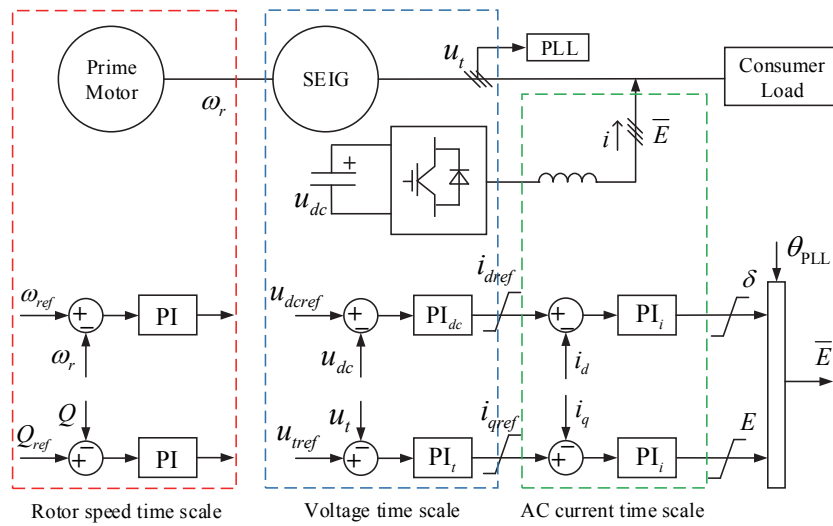 Prime
Motor
ω_r
SEIG
u_t
PLL
Consumer
Load
+
u_dc
i
E̅
θ_PLL
ω_ref
+
−
ω_r
PI
u_dcref
+
−
u_dc
PI_dc
i_dref
+
−
i_d
PI_i
δ
E̅
Q
Q_ref
−
+
PI
u_t
u_tref
−
+
PI_t
i_qref
i_q
−
+
PI_i
E
Rotor speed time scale
Voltage time scale
AC current time scale